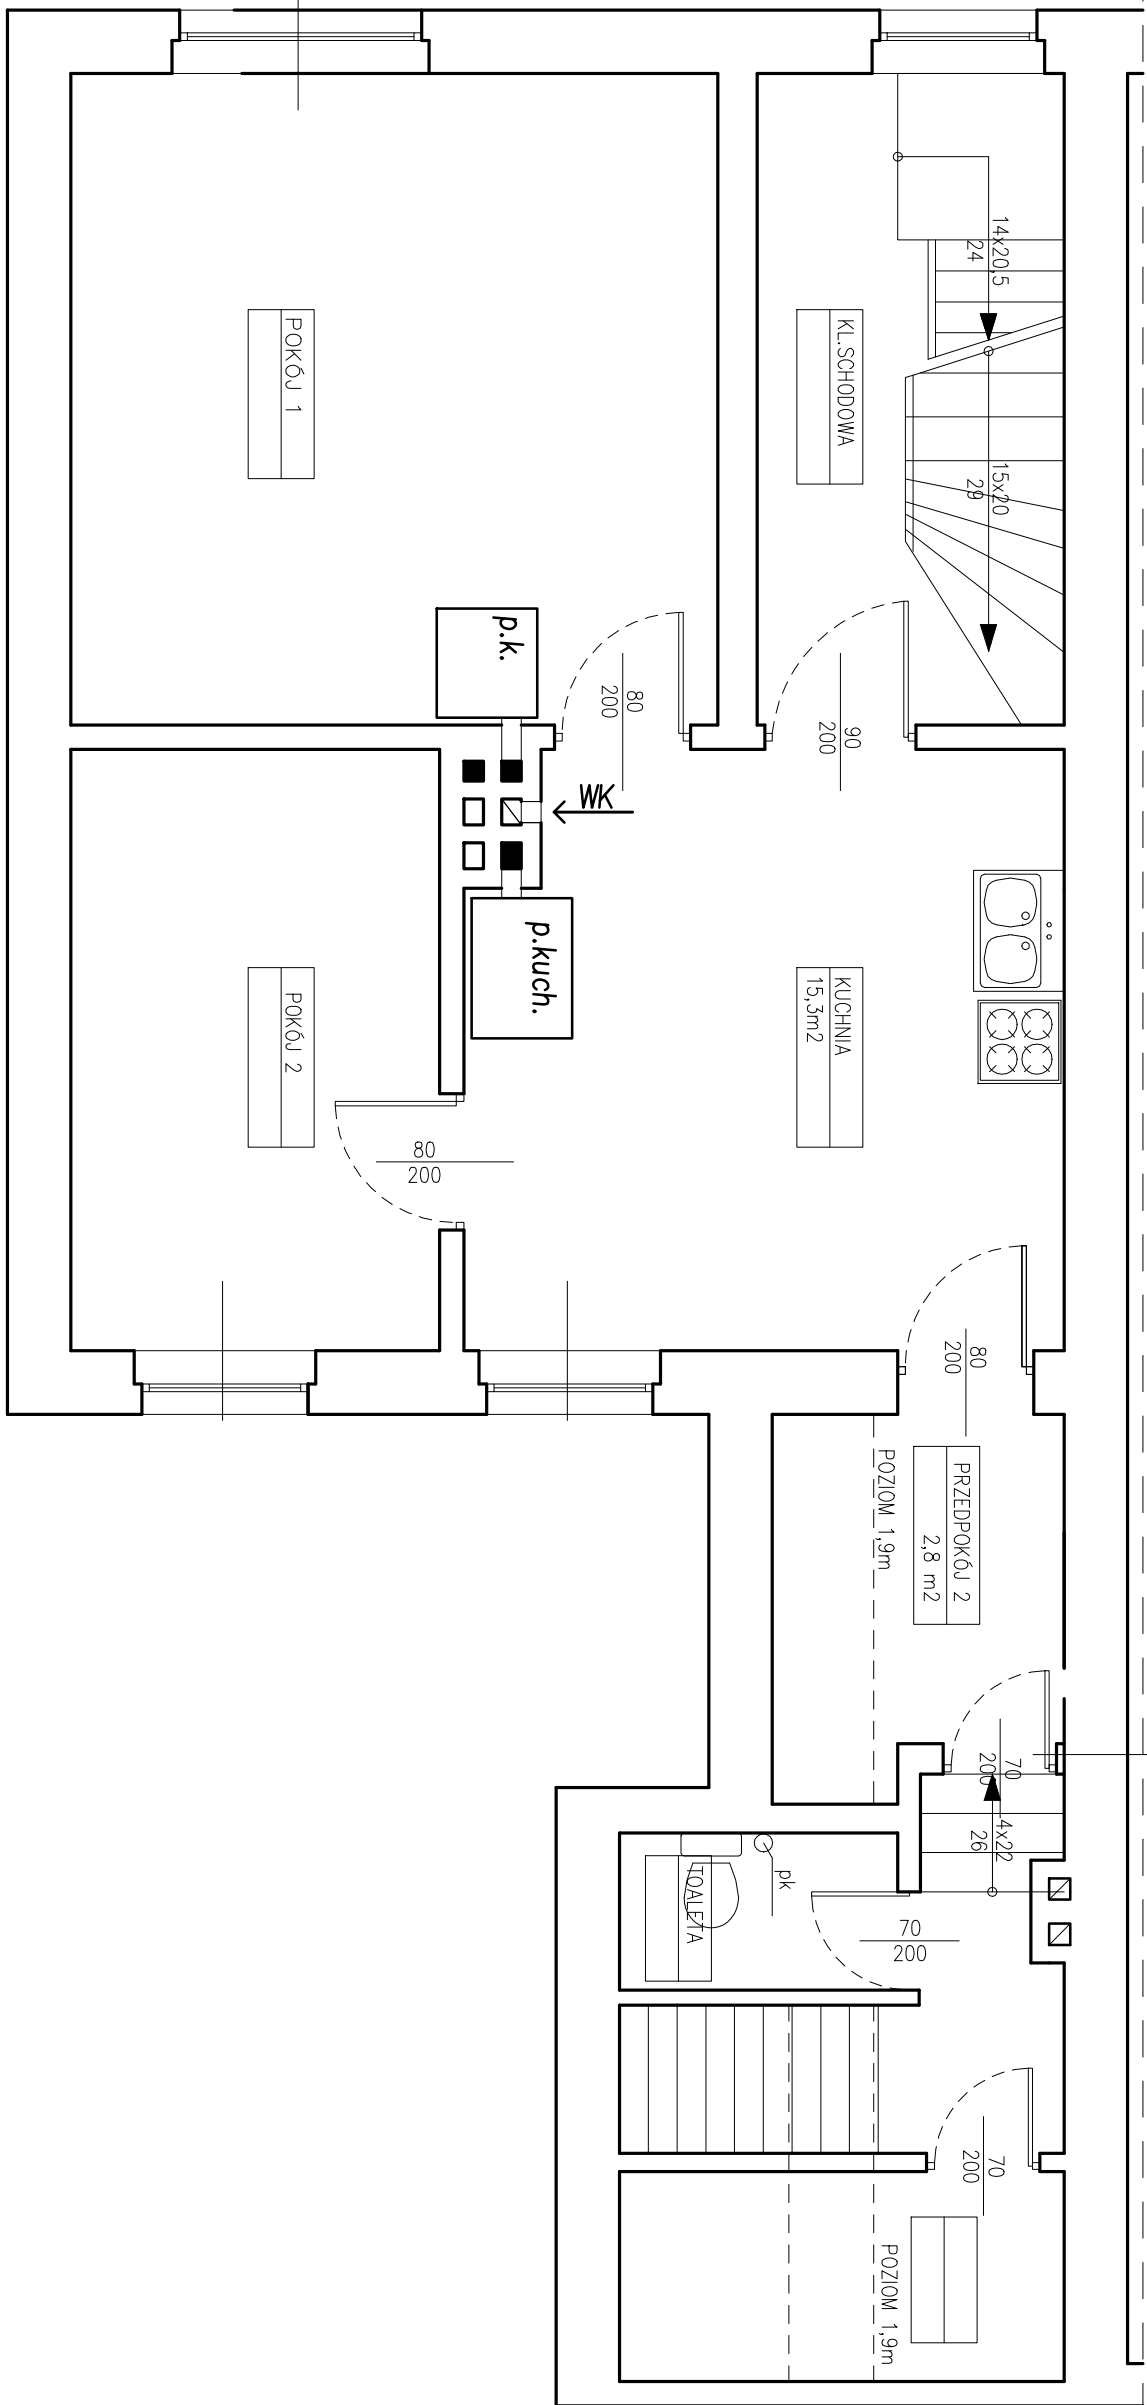 14x20,5
24
KL.SCHODOWA
POKÓJ 1
15x20
29
p.k.
80
200
90
200
WK
p.kuch.
KUCHNIA
15,3m2
POKÓJ 2
80
200
80
200
PRZEDPOKÓJ 2
2,8 m2
POZIOM 1,9m
70
200
4x22
26
pk
TOALETA
70
200
70
200
POZIOM 1,9m